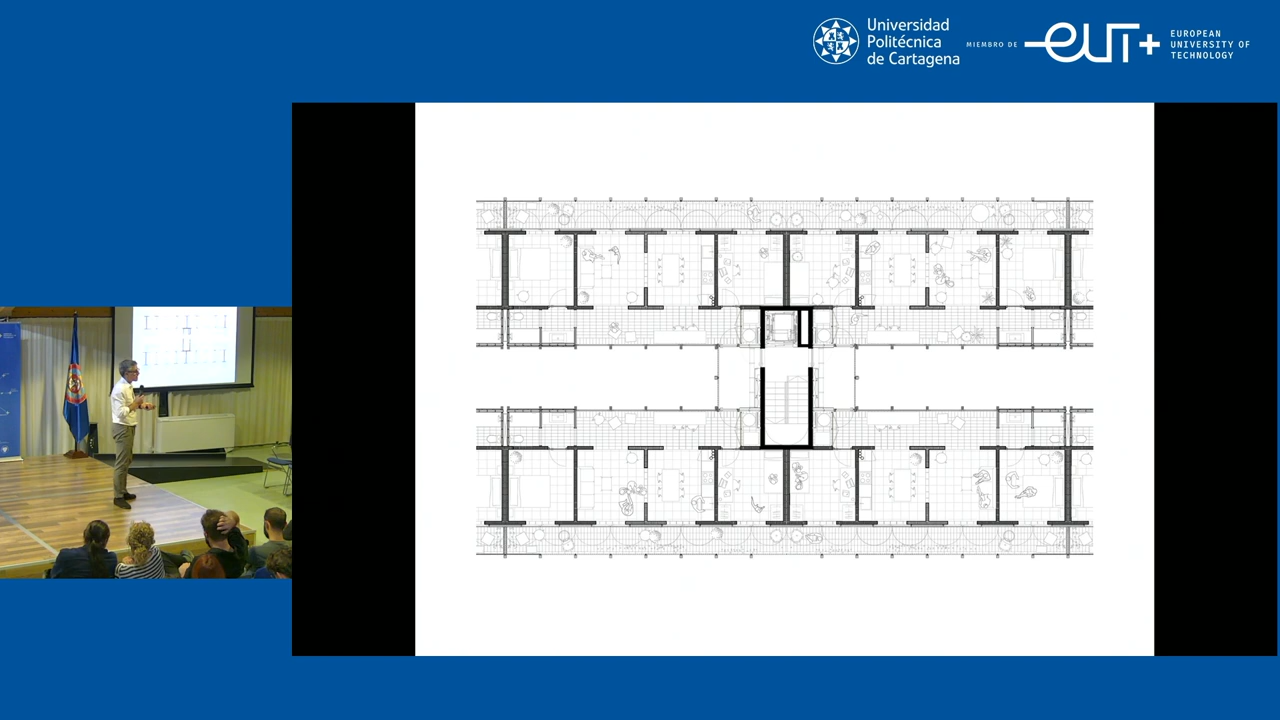 Universidad
Politécnica
de Cartagena
MIEMBRO DE
EUT+
EUROPEAN
UNIVERSITY OF
TECHNOLOGY